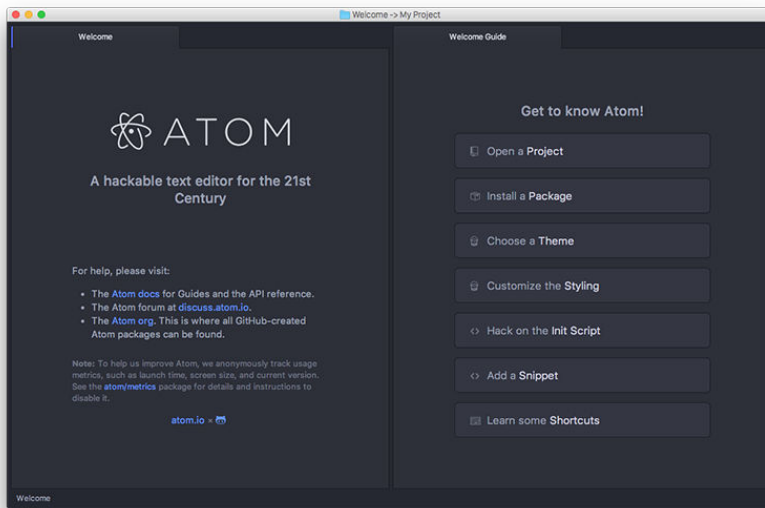 Welcome -> My Project
Welcome
Welcome Guide
ATOM
A hackable text editor for the 21st
Century
For help, please visit:
• The Atom docs for Guides and the API reference.
• The Atom forum at discuss.atom.io.
• The Atom org. This is where all GitHub-created
Atom packages can be found.
Note: To help us improve Atom, we anonymously track usage
metrics, such as launch time, screen size, and current version.
See the atom/metrics package for details and instructions to
disable it.
atom.io ×
Get to know Atom!
Open a Project
Install a Package
Choose a Theme
Customize the Styling
Hack on the Init Script
Add a Snippet
Learn some Shortcuts
Welcome